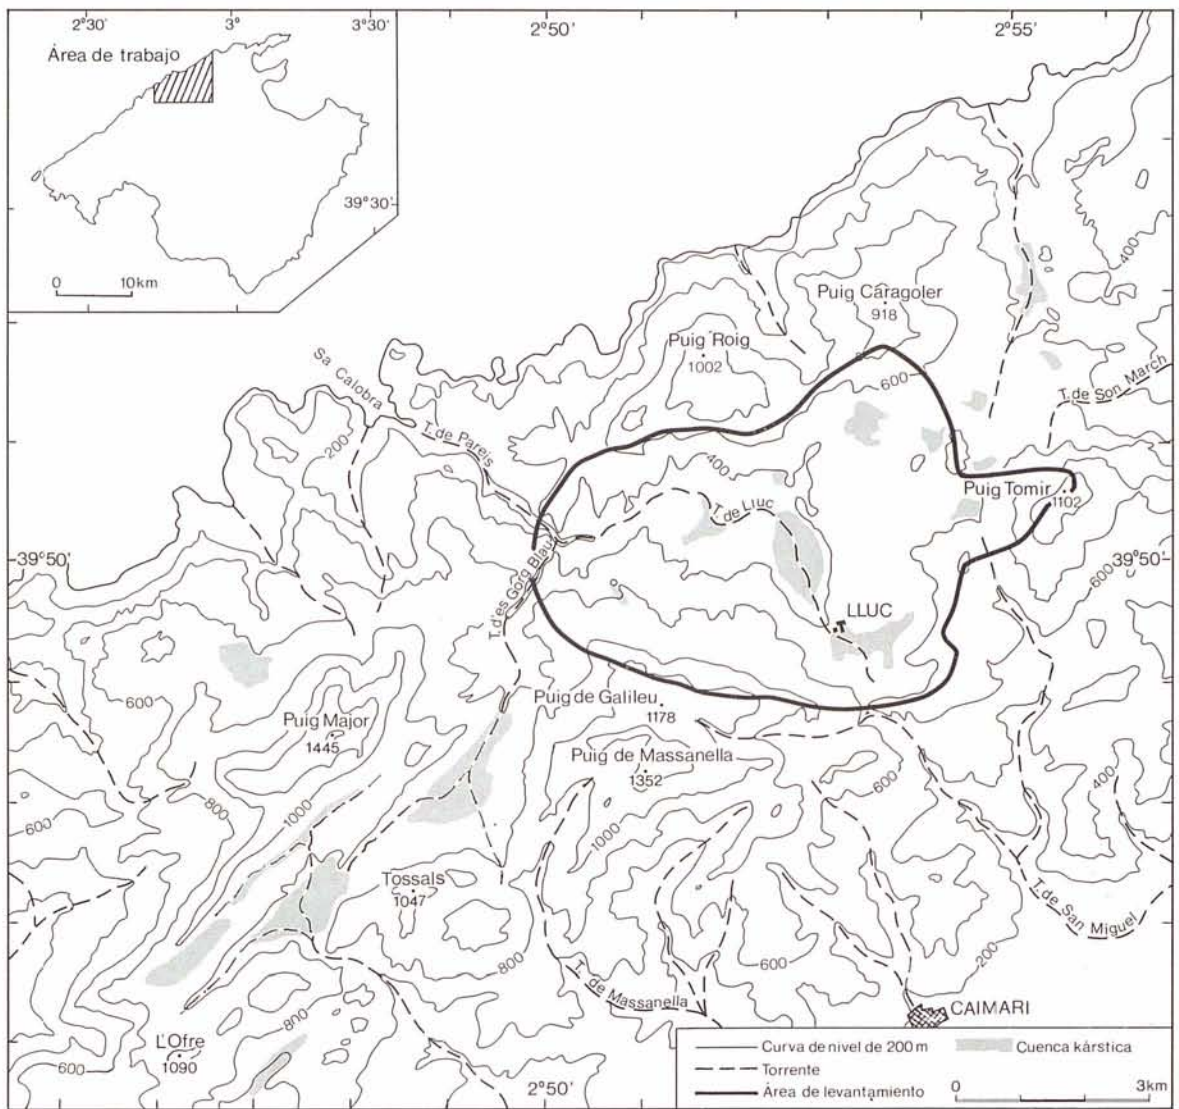 2°30'
3°
3°30'
2°50'
2°55'
Área de trabajo
39°30'
0
10km
400
Puig Caragoler
918
Puig Roig
1002
600
Sa Calobra
T. de Son March
T. de Pareis
200
400
Puig Tomir
1102
T. de Lluc
39°50'
39°50'
600
T. d'es Gorg Blau
LLUC
600
Puig de Galileu
1178
Puig Major
1445
Puig de Massanella
1352
600
400
800
1000
600
1000
Tossals
1047
T. de San Miguel
800
600
200
T. de Massanella
CAIMARI
800
L'Ofre
1090
600
2°50'
Curva de nivel de 200 m
Cuenca kárstica
Torrente
Área de levantamiento
0
3km